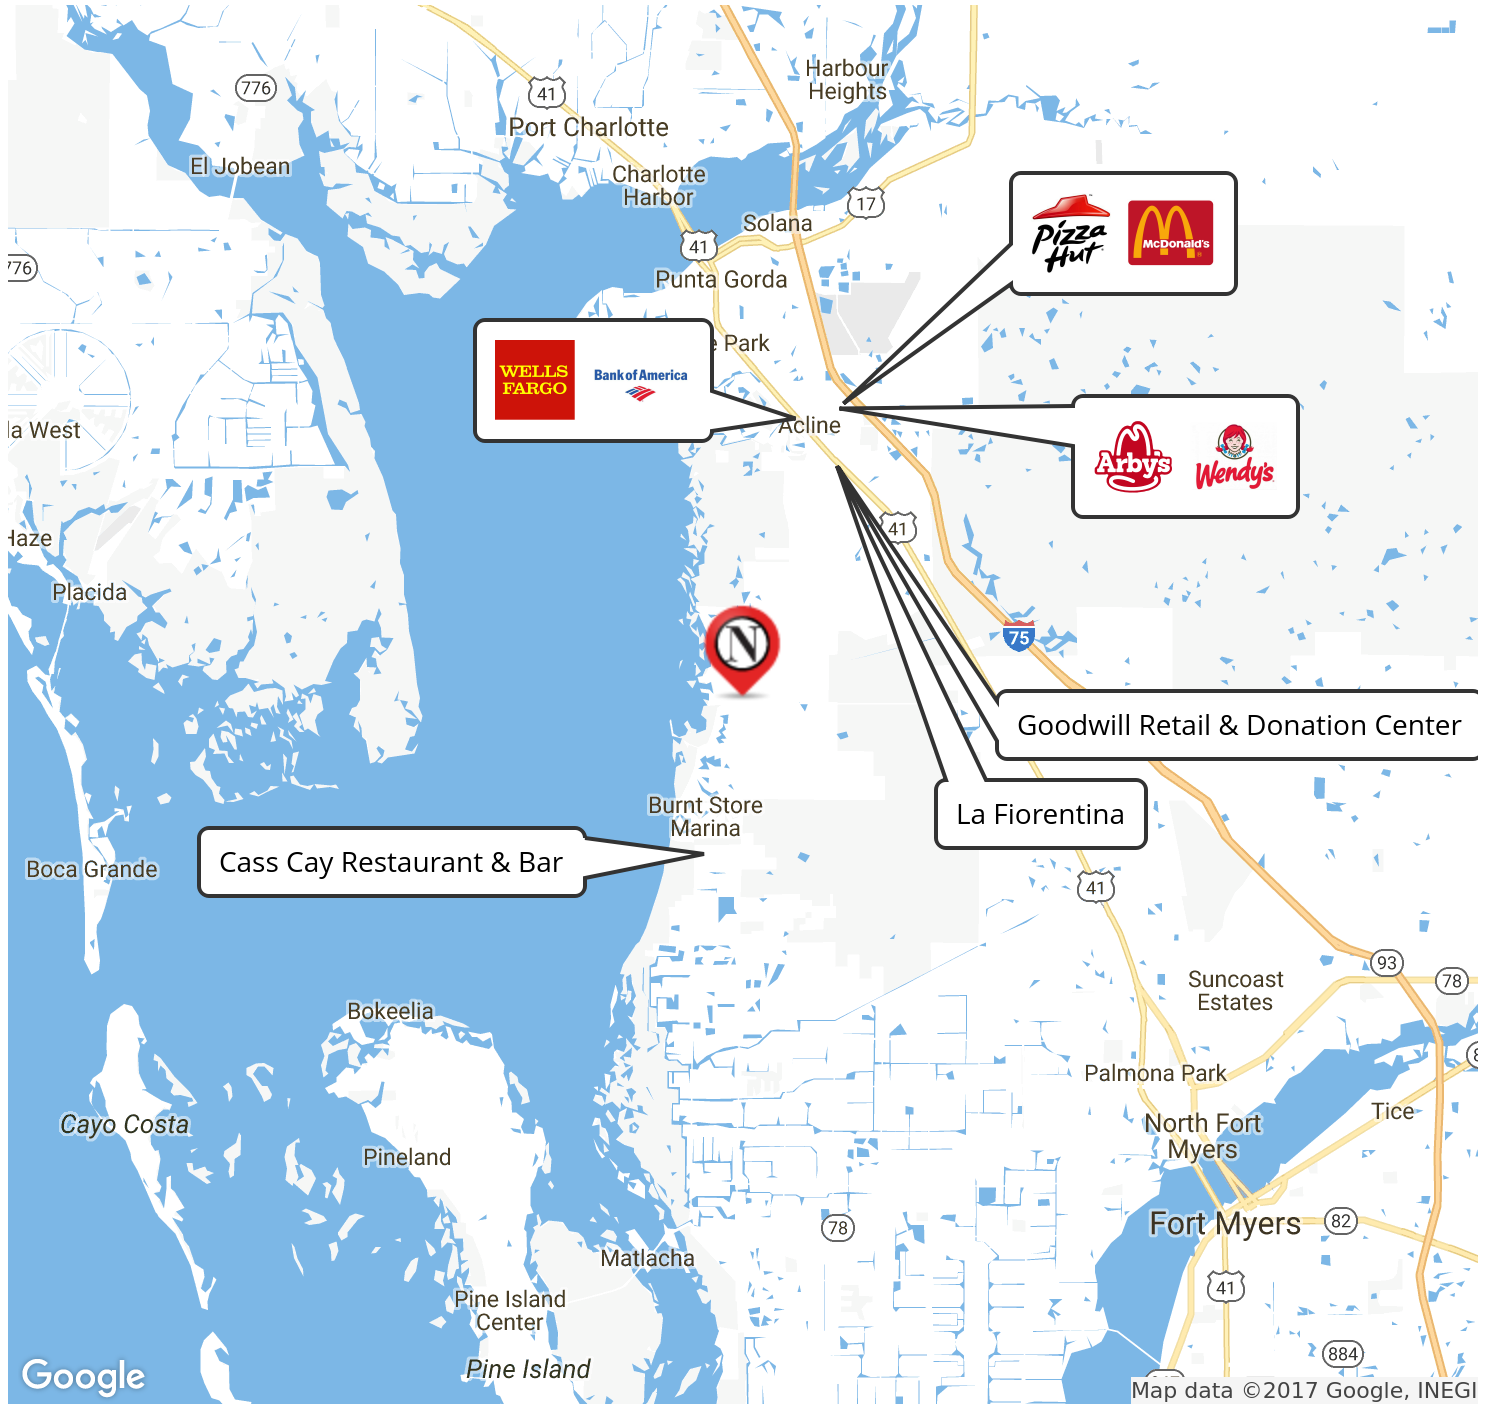 Harbour
Heights
776
41
Port Charlotte
El Jobean
Charlotte
Harbor
17
Solana
41
Pizza
Hut
McDonald's
776
Punta Gorda
e Park
WELLS
FARGO
Bank of America
Acline
la West
Arby's
Wendy's
41
Haze
Placida
N
75
Goodwill Retail & Donation Center
Burnt Store
Marina
La Fiorentina
Cass Cay Restaurant & Bar
Boca Grande
41
93
78
Suncoast
Estates
Bokeelia
Palmona Park
Tice
Cayo Costa
North Fort
Myers
Pineland
78
Fort Myers
82
Matlacha
41
Pine Island
Center
884
Pine Island
Google
Map data ©2017 Google, INEGI